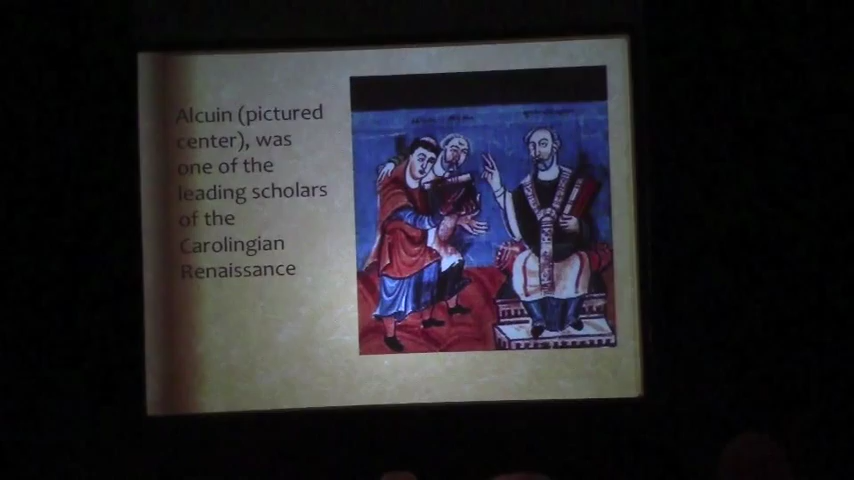 Alcuin (pictured
center), was
one of the
leading scholars
of the
Carolingian
Renaissance